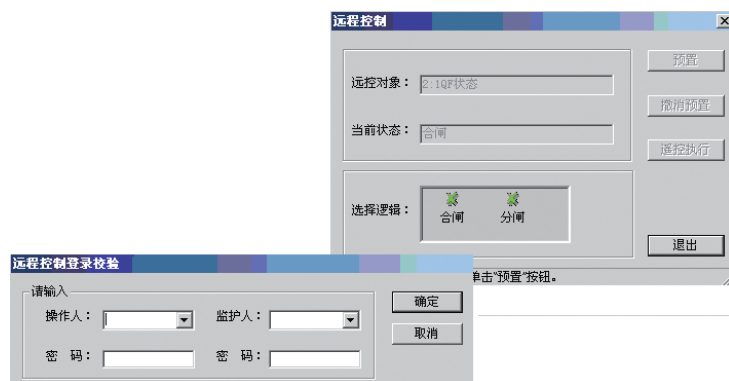 远程控制
预置
远控对象： 2:1QF状态
撤消预置
当前状态： 合闸
遥控执行
选择逻辑： 合闸 分闸
退出
单击"预置"按钮。
远程控制登录校验
请输入
操作人： 监护人： 确定
取消
密 码： 密 码：